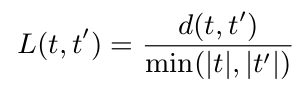 L(t, t′) = d(t, t′) / min(|t|, |t′|)